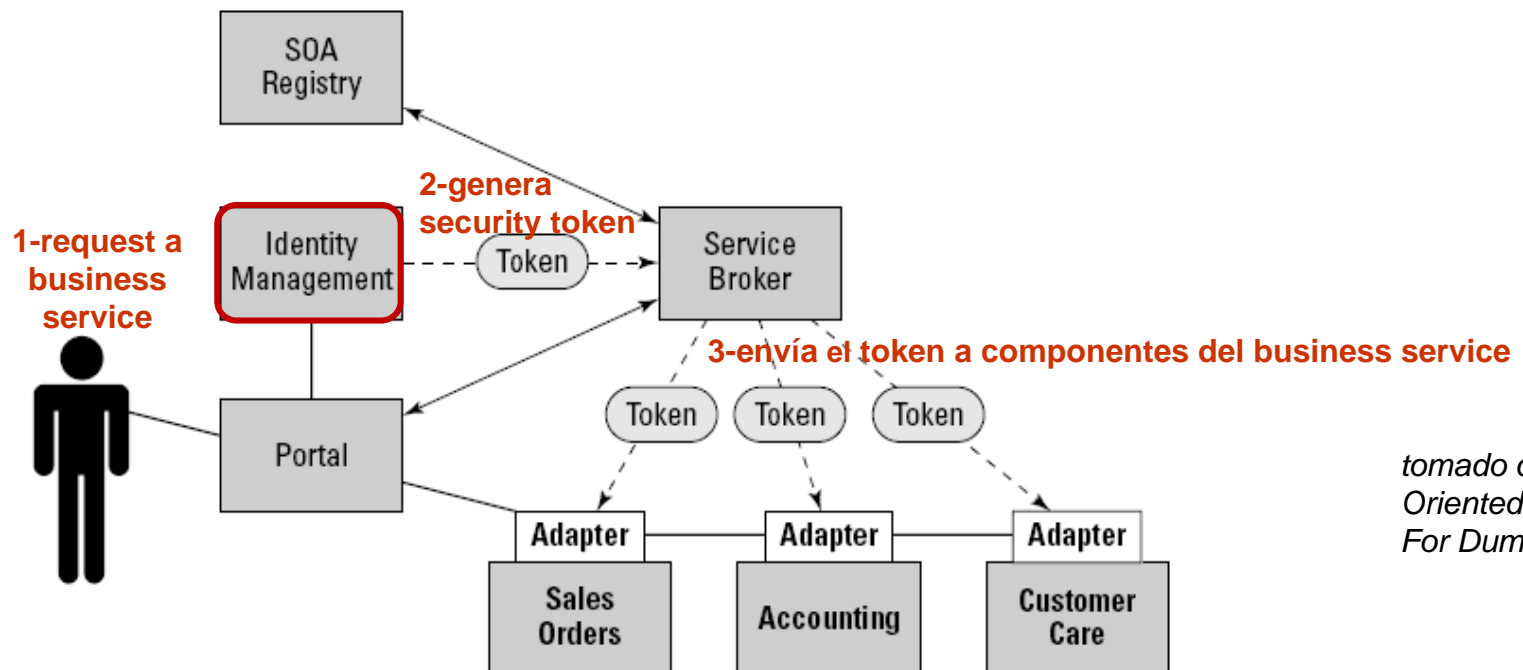 SOA
Registry
2-genera
security token
1-request a
business
service
Identity
Management
Token
Service
Broker
3-envía el token a componentes del business service
Token
Token
Token
Portal
tomado
Oriented
For
Adapter
Adapter
Adapter
Sales
Orders
Accounting
Customer
Care